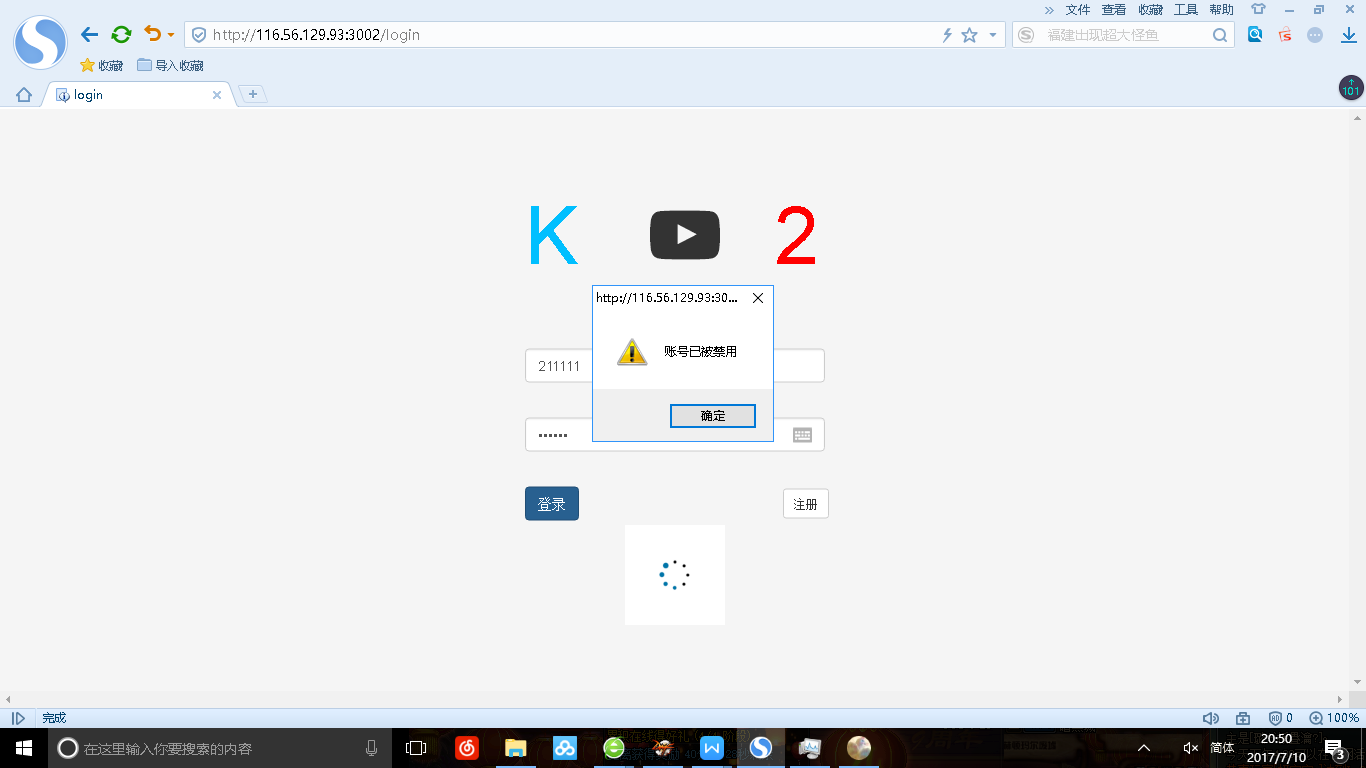 » 文件 查看 收藏 工具 帮助
http://116.56.129.93:3002/login
福建出现超大怪鱼
收藏 导入收藏
login
101
K 2
http://116.56.129.93:30...
账号已被禁用
确定
211111
••••••
登录 注册
完成
0 100%
在这里输入你要搜索的内容
简体
20:50
2017/7/10
3